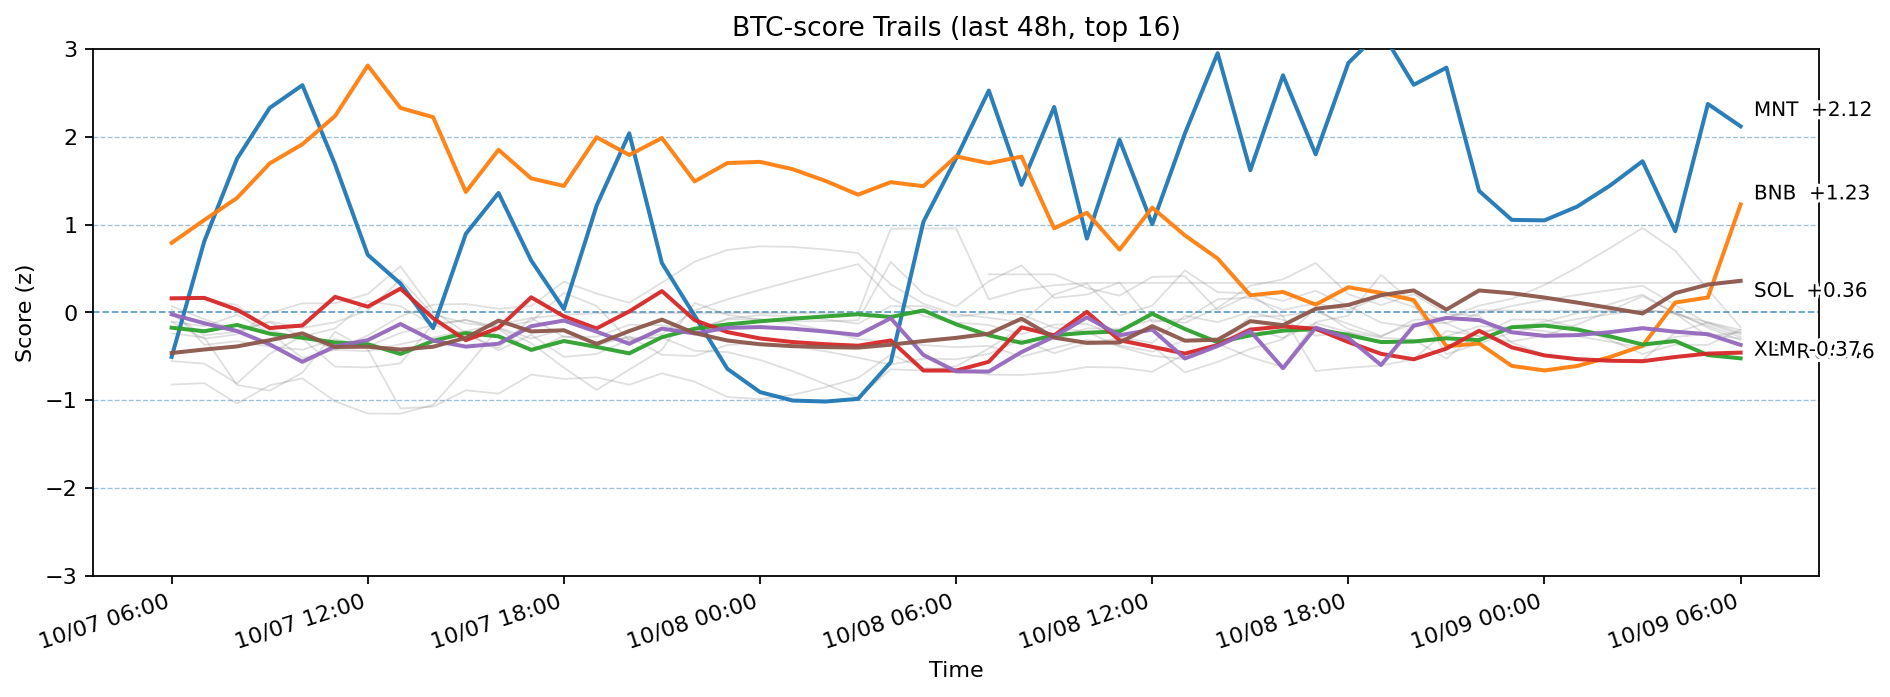 BTC-score Trails (last 48h, top 16)
Score (z)
3
2
1
0
−1
−2
−3
MNT +2.12
BNB +1.23
SOL +0.36
XLM -0.37
10/07 06:00
10/07 12:00
10/07 18:00
10/08 00:00
10/08 06:00
10/08 12:00
10/08 18:00
10/09 00:00
10/09 06:00
Time